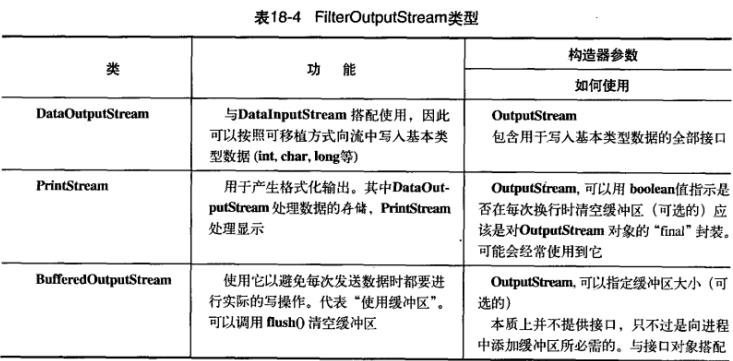 表18-4 FilterOutputStream类型
类
功 能
构造器参数
如何使用
DataOutputStream
与DataInputStream 搭配使用，因此
可以按照可移植方式向流中写入基本类
型数据 (int, char, long等)
OutputStream
包含用于写入基本类型数据的全部接口
PrintStream
用于产生格式化输出。其中DataOut-
putStream 处理数据的存储，PrintStream
处理显示
OutputStream, 可以用 boolean值指示是
否在每次换行时清空缓冲区（可选的）应
该是对OutputStream 对象的“final”封装。
可能会经常使用到它
BufferedOutputStream
使用它以避免每次发送数据时都要进
行实际的写操作。代表“使用缓冲区”。
可以调用 flush() 清空缓冲区
OutputStream, 可以指定缓冲区大小（可
选的）
本质上并不提供接口，只不过是向进程
中添加缓冲区所必需的。与接口对象搭配